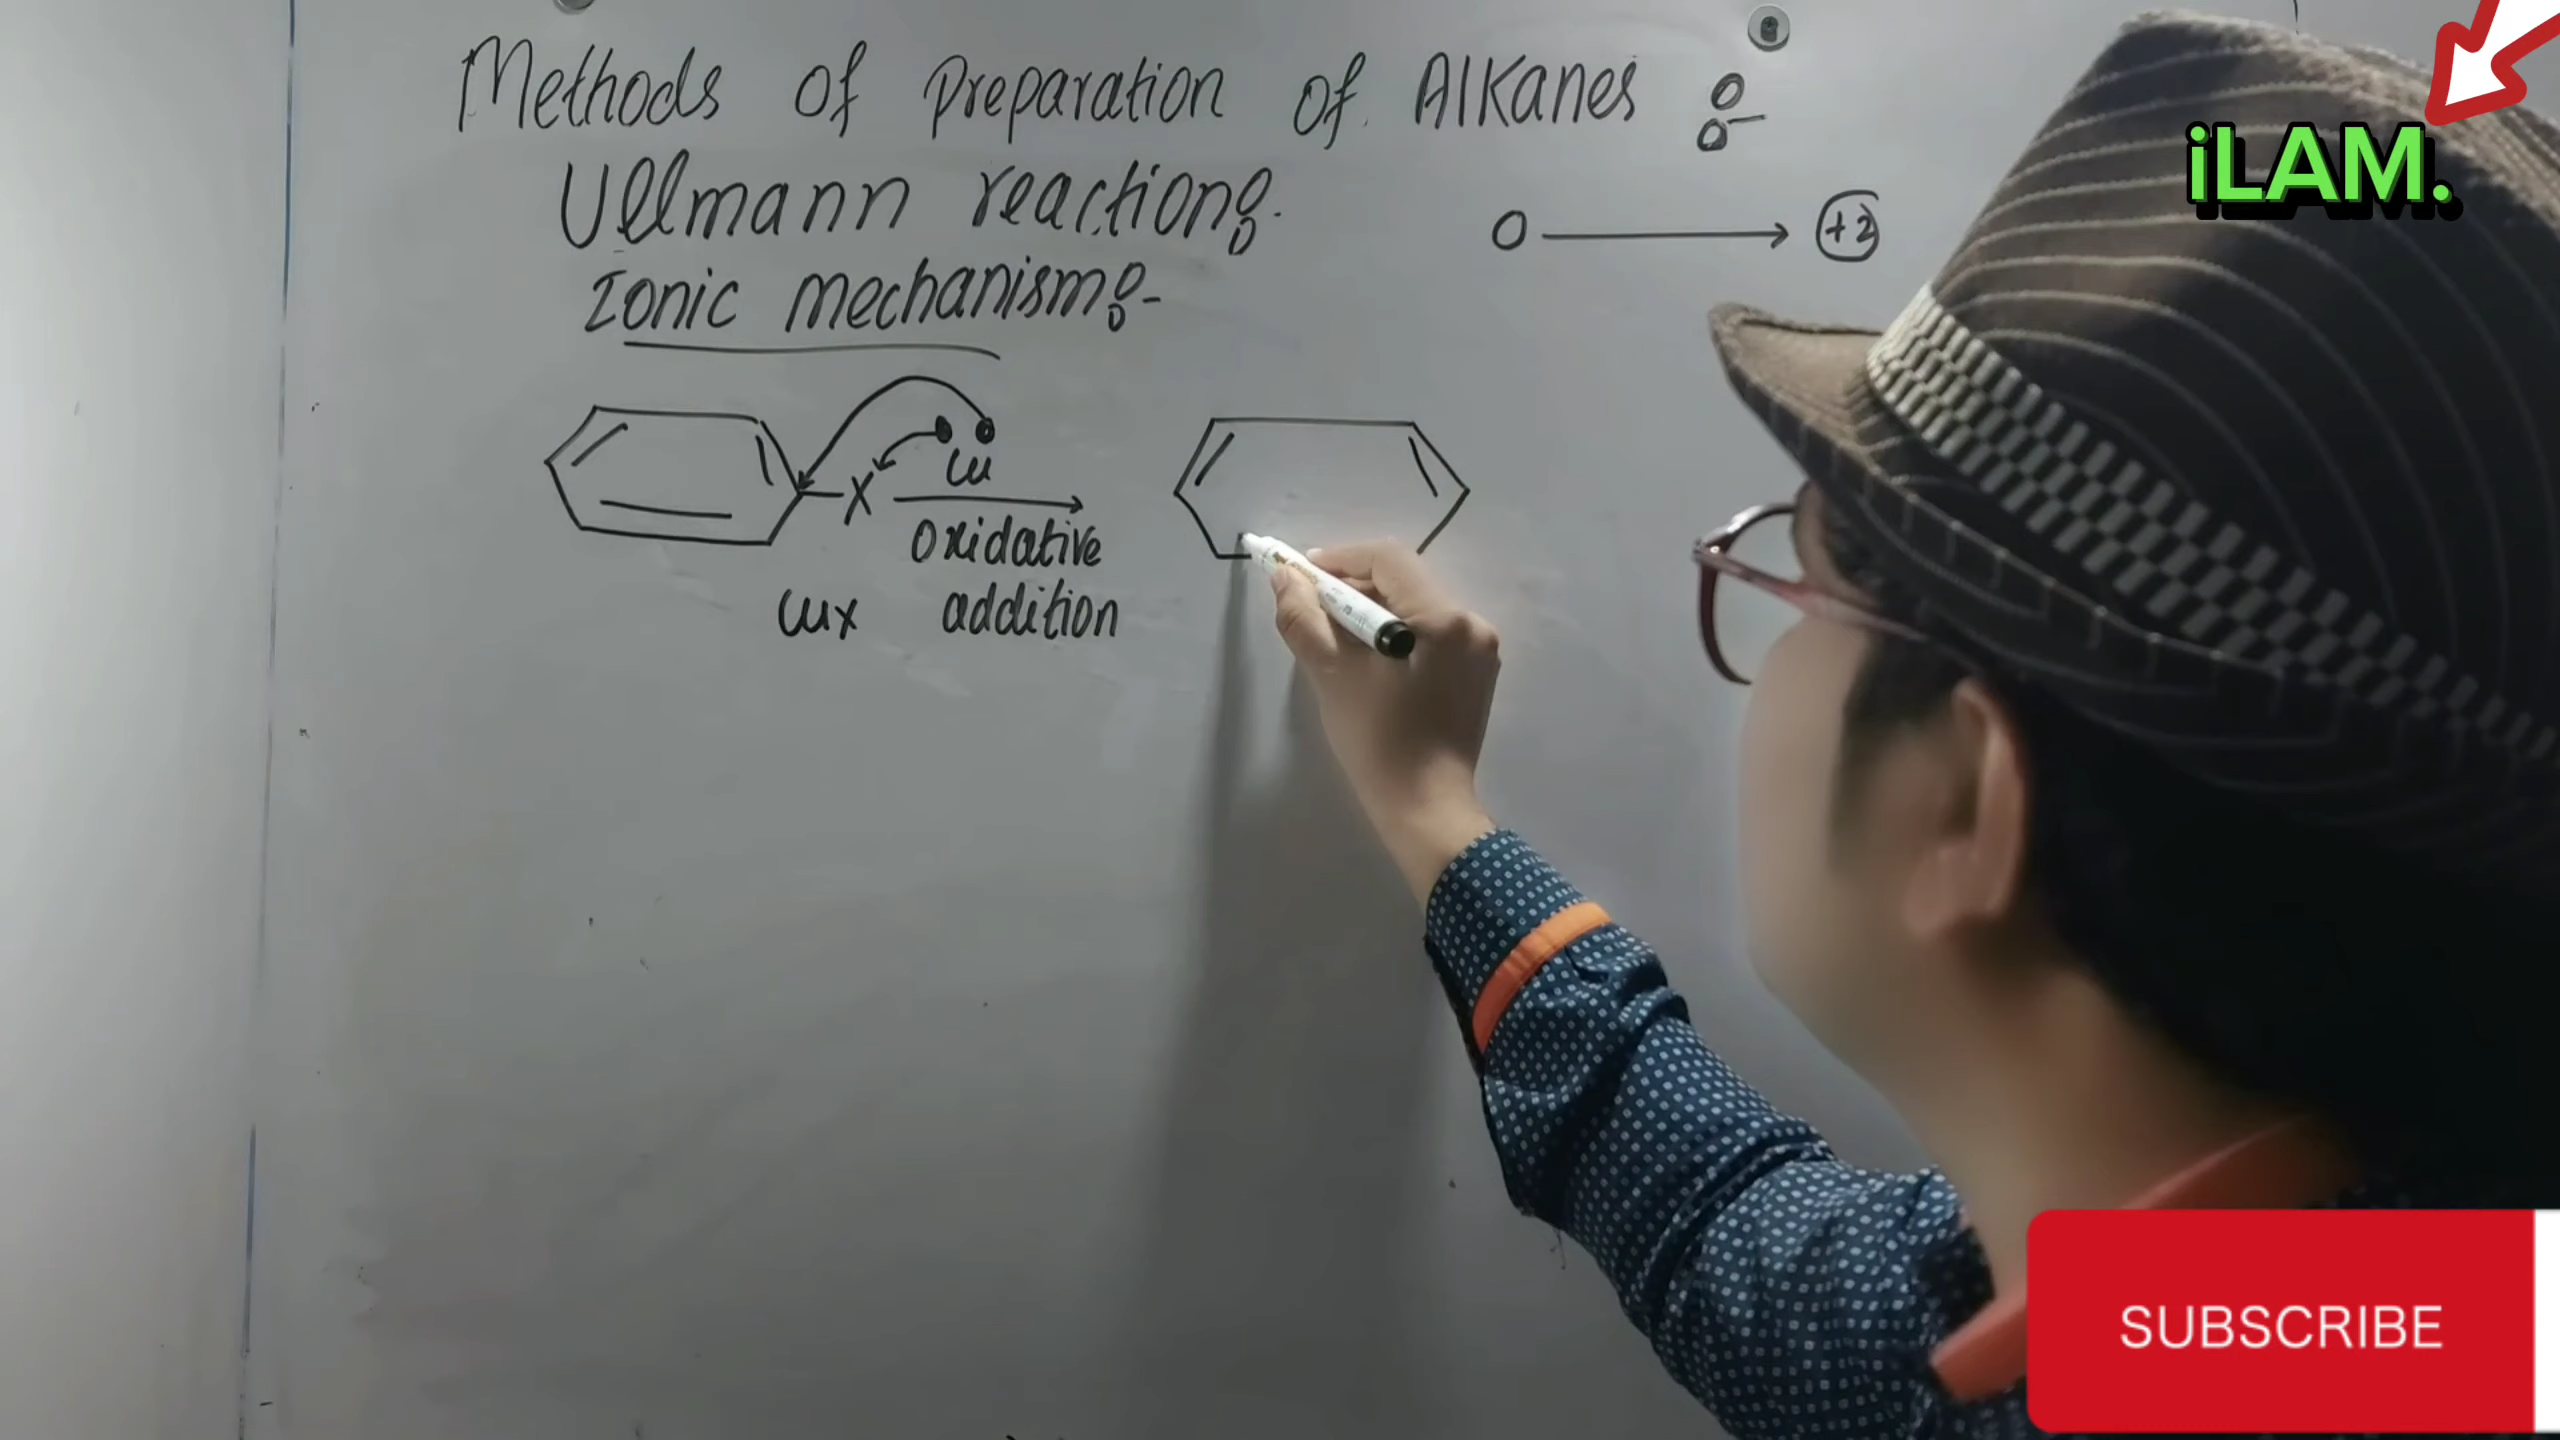 Methods of Preparation of Alkanes :-
Ullmann reaction:
0 → +2
Ionic mechanism:-
X
Cu
Oxidative
addition
CuX
iLAM.
SUBSCRIBE